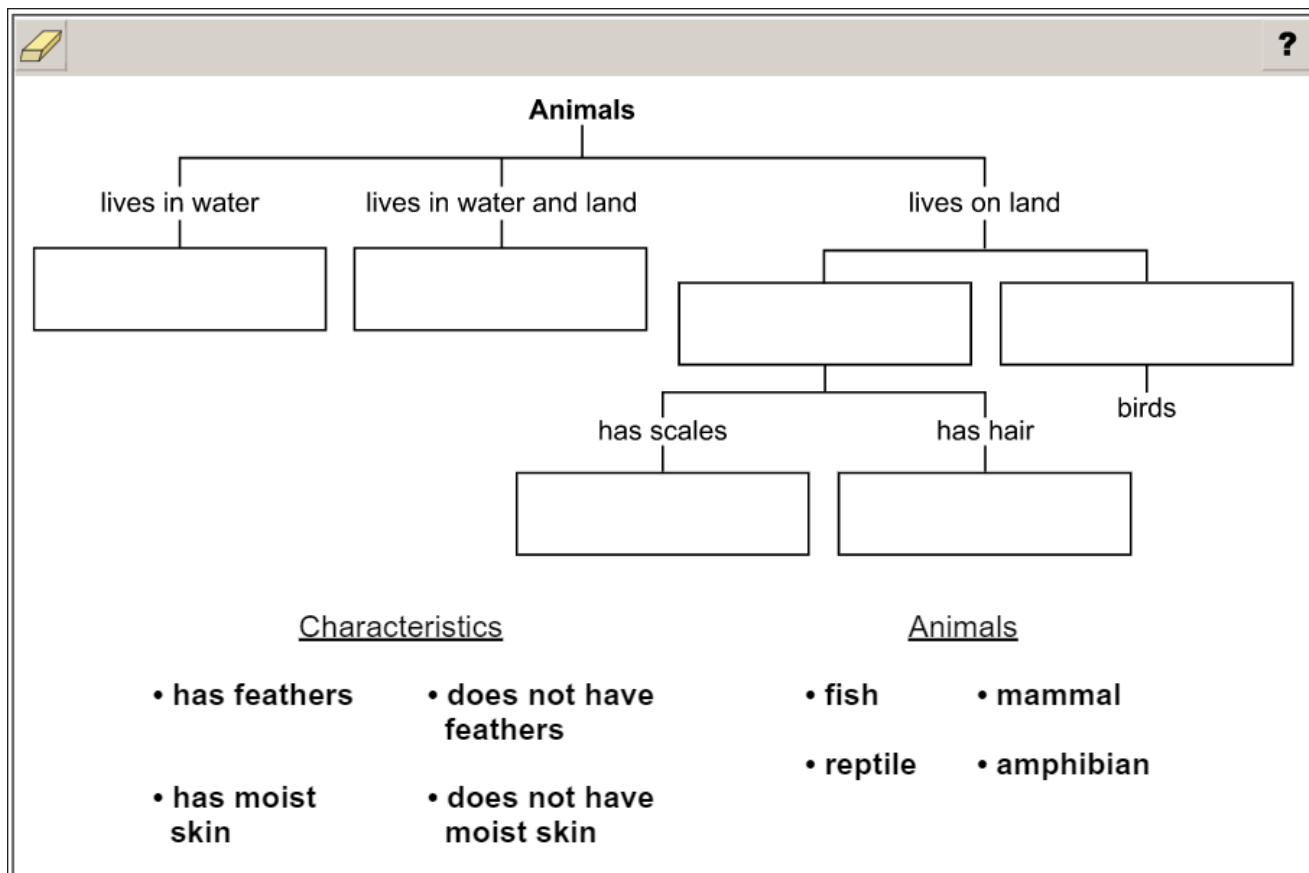 ?
Animals
lives in water
lives in water and land
lives on land
birds
has scales
has hair
Characteristics
• has feathers
• does not have
feathers
• has moist
skin
• does not have
moist skin
Animals
• fish
• mammal
• reptile
• amphibian